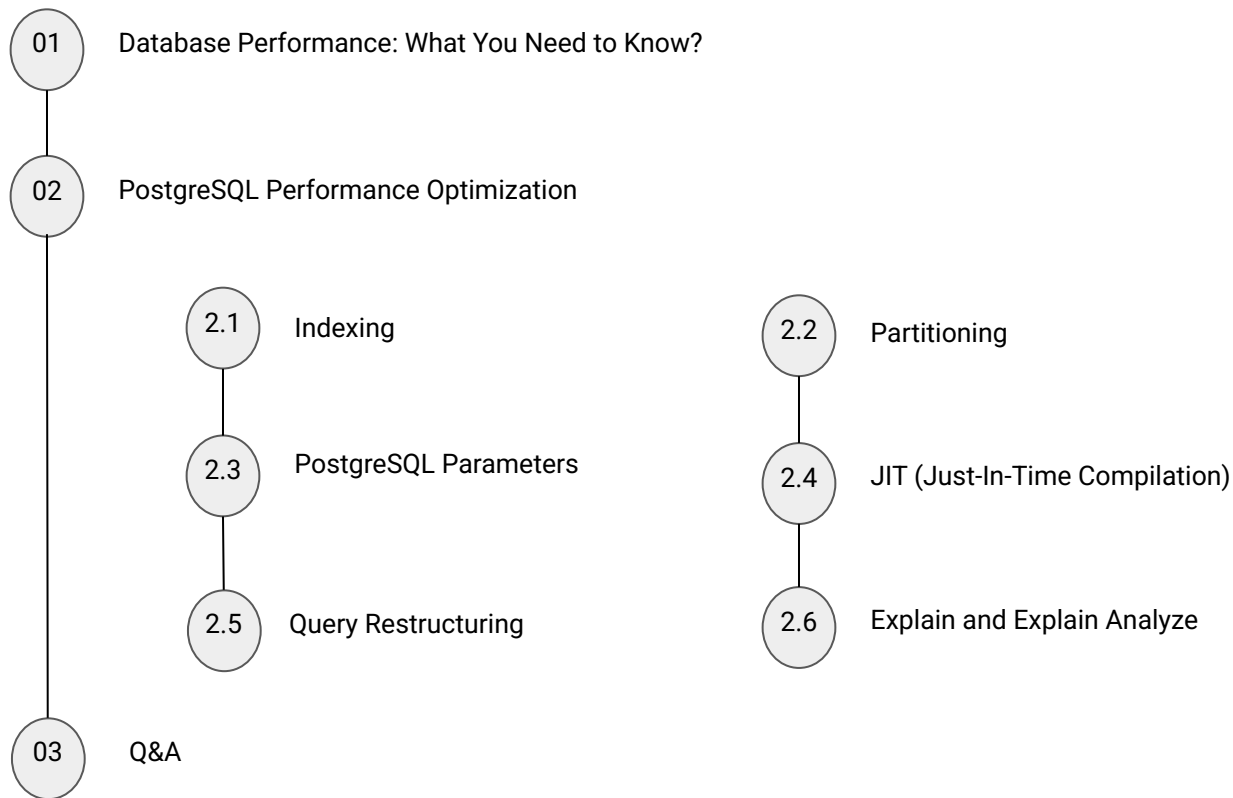 01 Database Performance: What You Need to Know?
02 PostgreSQL Performance Optimization
2.1 Indexing
2.2 Partitioning
2.3 PostgreSQL Parameters
2.4 JIT (Just-In-Time Compilation)
2.5 Query Restructuring
2.6 Explain and Explain Analyze
03 Q&A